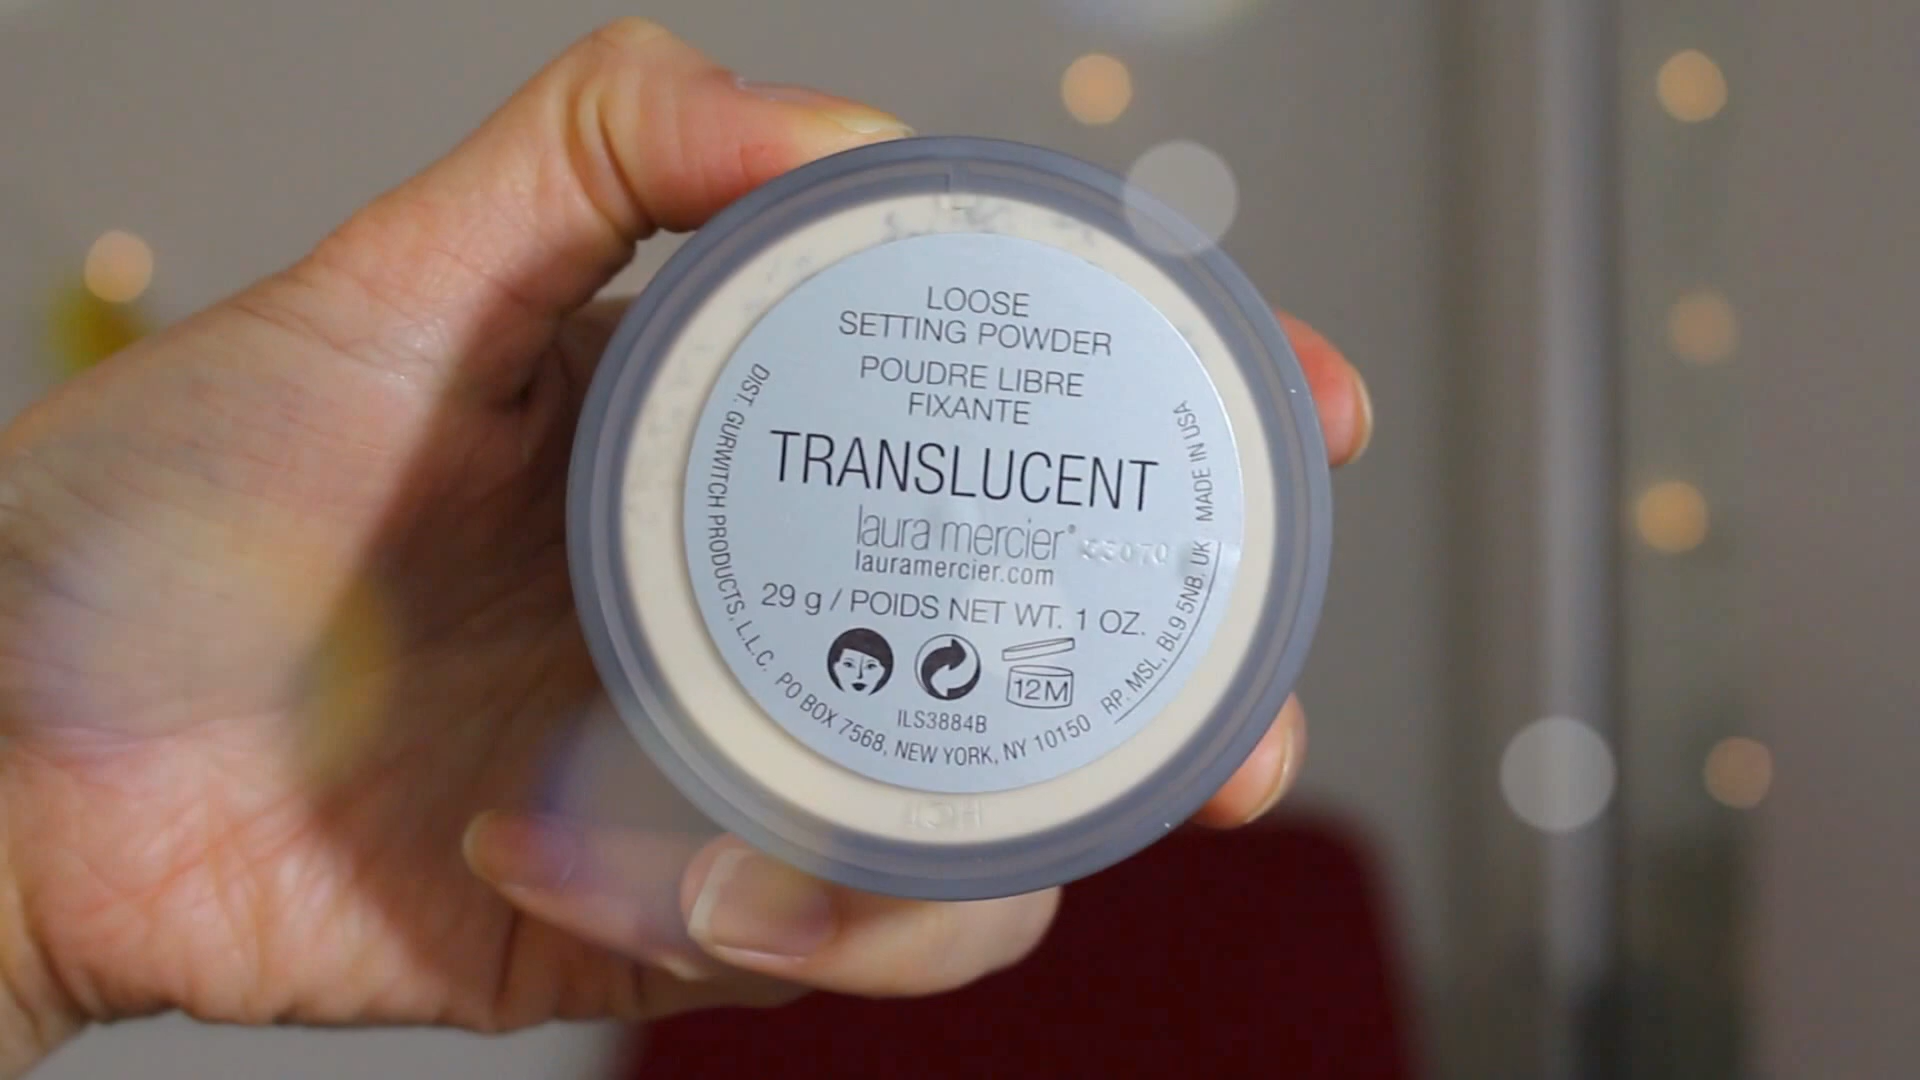 LOOSE
SETTING POWDER
POUDRE LIBRE
FIXANTE
TRANSLUCENT
laura mercier®
lauramercier.com
29 g / POIDS NET WT. 1 OZ.
12M
ILS3884B
DIST. GURWITCH PRODUCTS, L.L.C. PO BOX 7568, NEW YORK, NY 10150
RP. MSL, BL9 5NB. UK MADE IN USA